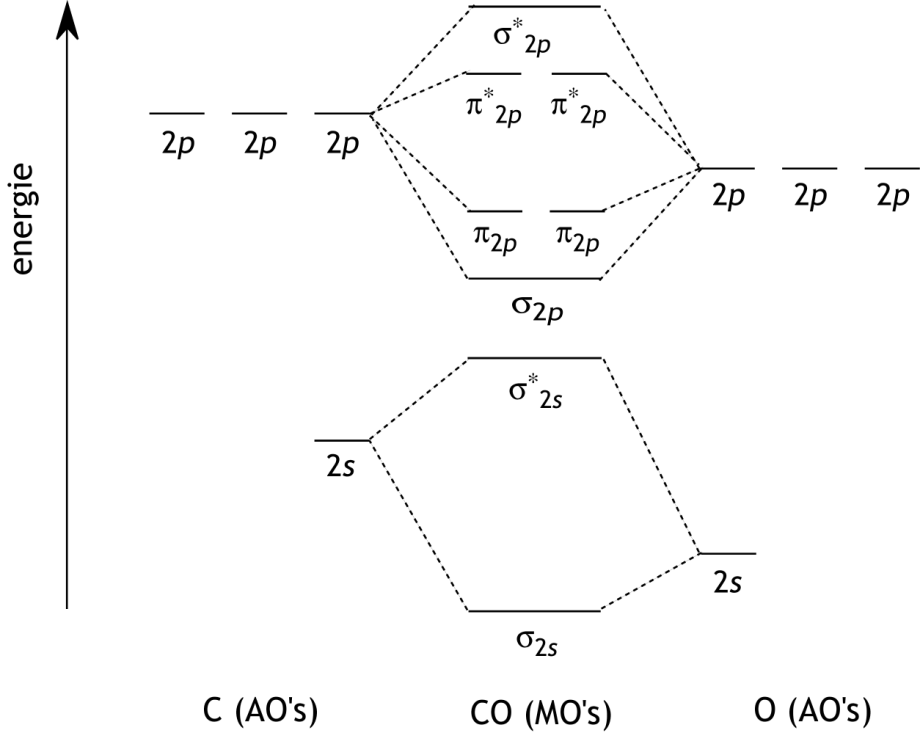 energie
σ*2p
π*2p π*2p
2p 2p 2p
2p 2p 2p
π2p π2p
σ2p
σ*2s
2s
2s
σ2s
C (AO's) CO (MO's) O (AO's)